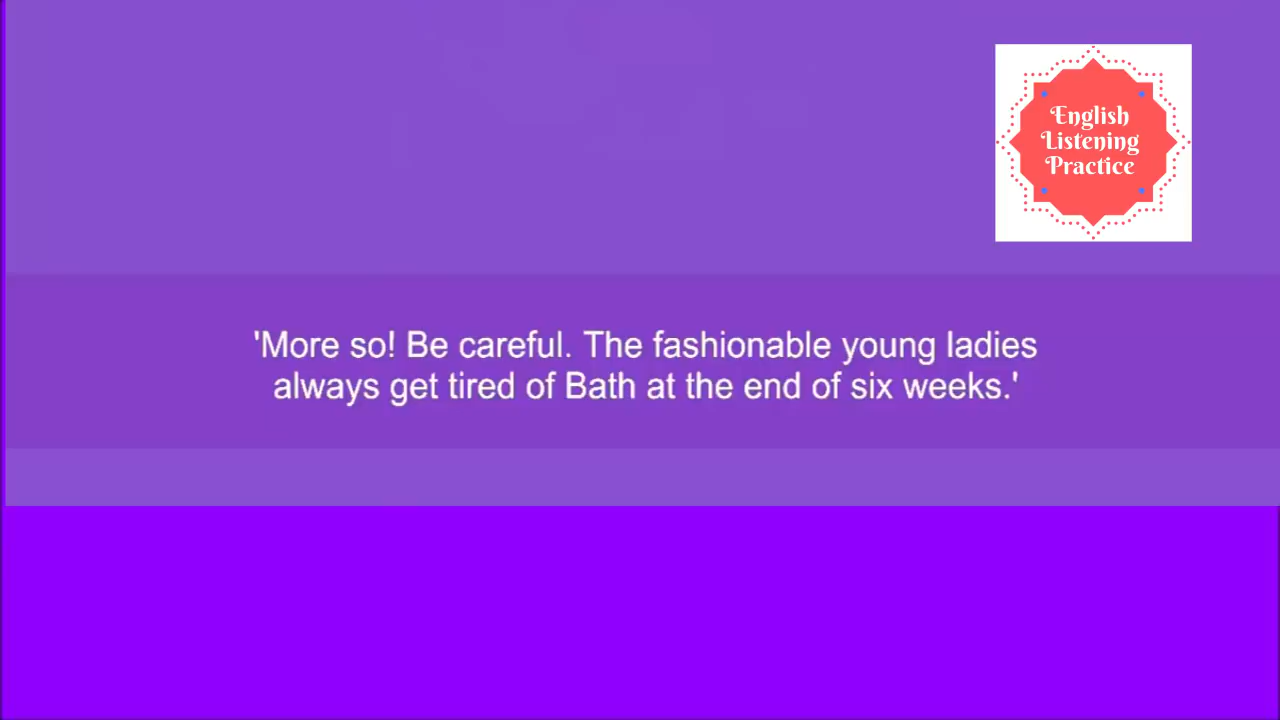 English
Listening
Practice
'More so! Be careful. The fashionable young ladies
always get tired of Bath at the end of six weeks.'